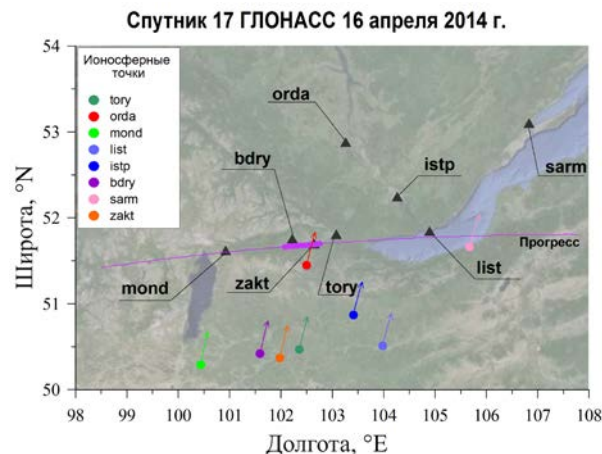 Спутник 17 ГЛОНАСС 16 апреля 2014 г.
Ионосферные
точки
tory
orda
mond
list
istp
bdry
sarm
zakt
orda
bdry
istp
sarm
Прогресс
mond
zakt
tory
list
Широта, °N
54
53
52
51
50
98 99 100 101 102 103 104 105 106 107 108
Долгота, °E